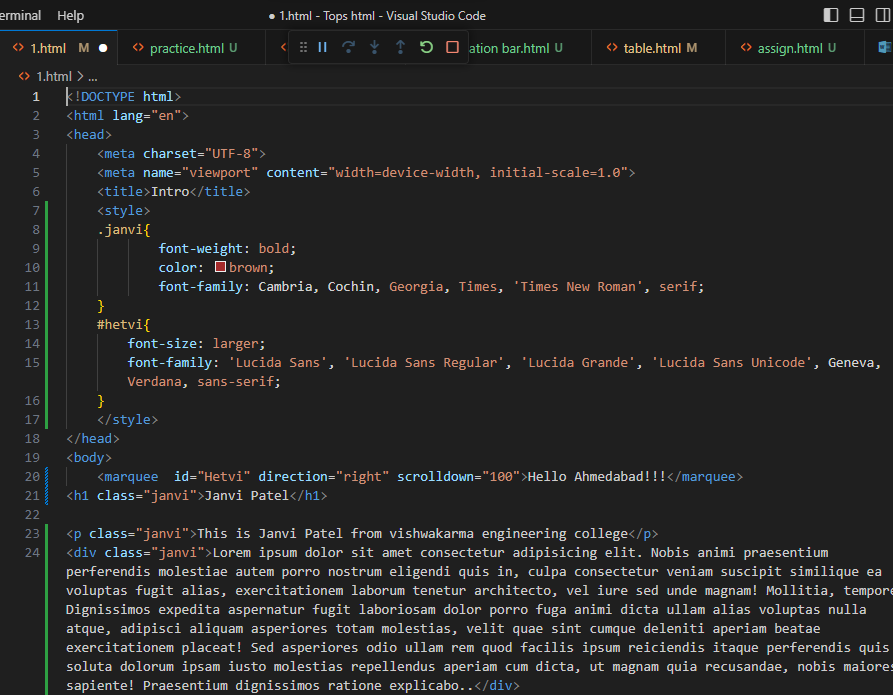 erminal Help ● 1.html - Tops html - Visual Studio Code
<> 1.html M ● <> practice.html U < ation bar.html U <> table.html M <> assign.html U
<> 1.html > ...
1 <!DOCTYPE html>
2 <html lang="en">
3 <head>
4 <meta charset="UTF-8">
5 <meta name="viewport" content="width=device-width, initial-scale=1.0">
6 <title>Intro</title>
7 <style>
8 .janvi{
9 font-weight: bold;
10 color: brown;
11 font-family: Cambria, Cochin, Georgia, Times, 'Times New Roman', serif;
12 }
13 #hetvi{
14 font-size: larger;
15 font-family: 'Lucida Sans', 'Lucida Sans Regular', 'Lucida Grande', 'Lucida Sans Unicode', Geneva,
Verdana, sans-serif;
16 }
17 </style>
18 </head>
19 <body>
20 <marquee  id="Hetvi" direction="right" scrolldown="100">Hello Ahmedabad!!!</marquee>
21 <h1 class="janvi">Janvi Patel</h1>
22
23 <p class="janvi">This is Janvi Patel from vishwakarma engineering college</p>
24 <div class="janvi">Lorem ipsum dolor sit amet consectetur adipisicing elit. Nobis animi praesentium
perferendis molestiae autem porro nostrum eligendi quis in, culpa consectetur veniam suscipit similique ea
voluptas fugit alias, exercitationem laborum tenetur architecto, vel iure sed unde magnam! Mollitia, tempore
Dignissimos expedita aspernatur fugit laboriosam dolor porro fuga animi dicta ullam alias voluptas nulla
atque, adipisci aliquam asperiores totam molestias, velit quae sint cumque deleniti aperiam beatae
exercitationem placeat! Sed asperiores odio ullam rem quod facilis ipsum reiciendis itaque perferendis quis
soluta dolorum ipsam iusto molestias repellendus aperiam cum dicta, ut magnam quia recusandae, nobis maiores
sapiente! Praesentium dignissimos ratione explicabo..</div>